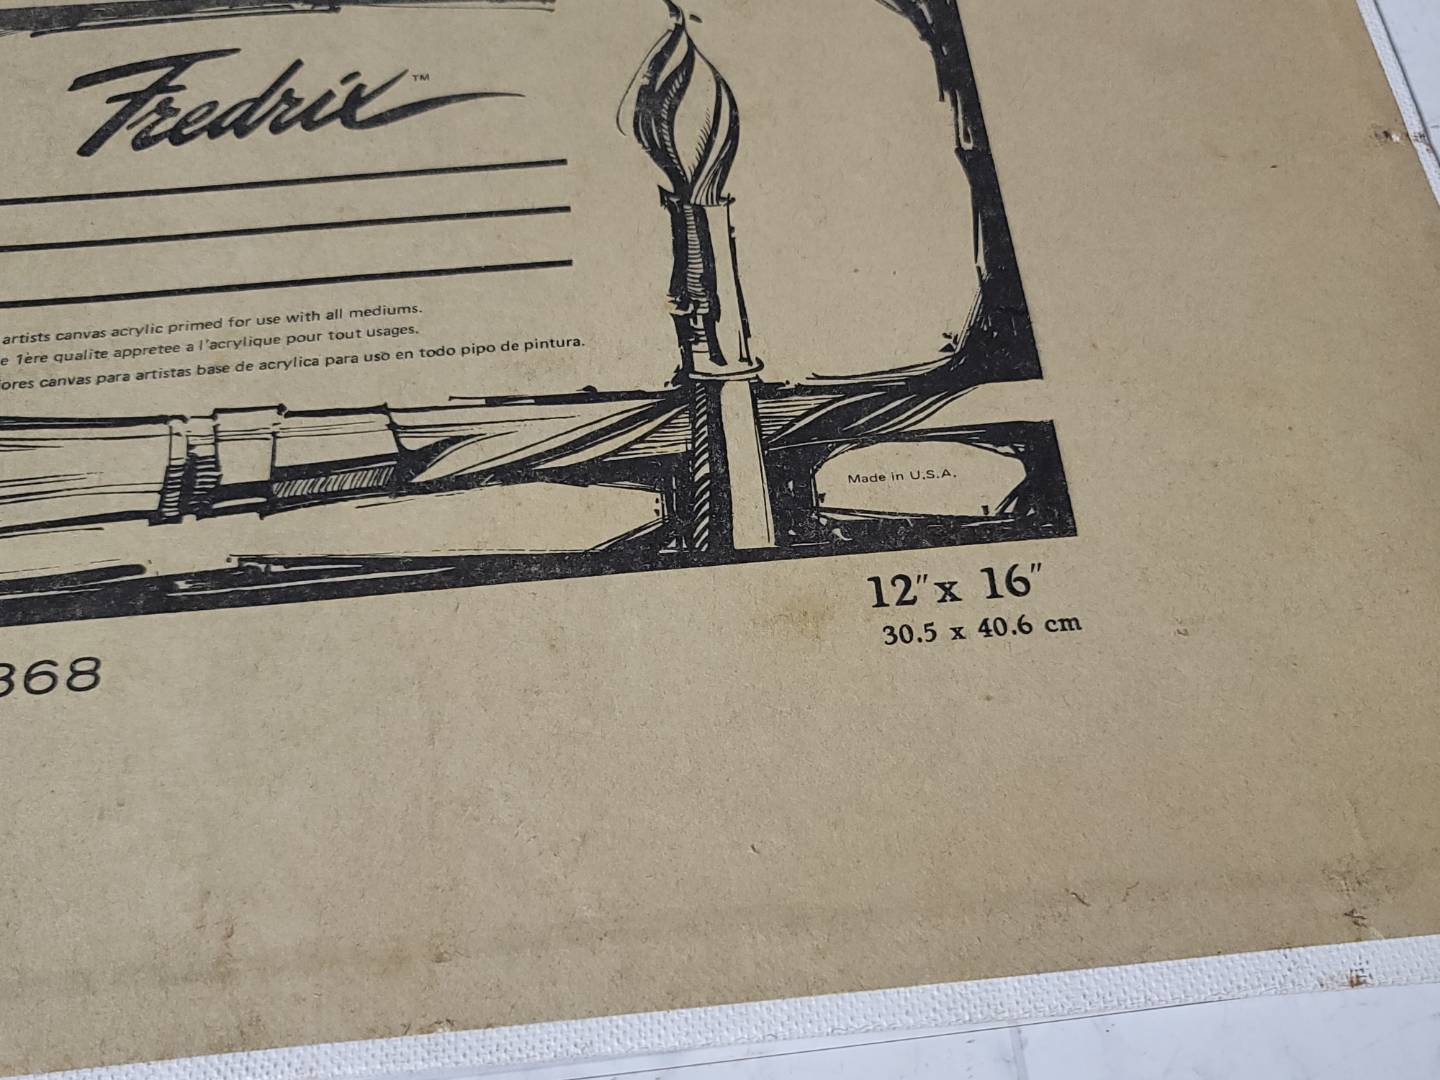 Fredrix™
artists canvas acrylic primed for use with all mediums.
e 1ère qualite appretee a l'acrylique pour tout usages.
ores canvas para artistas base de acrylica para uso en todo pipo de pintura.
Made in U.S.A.
12" x 16"
30.5 x 40.6 cm
368